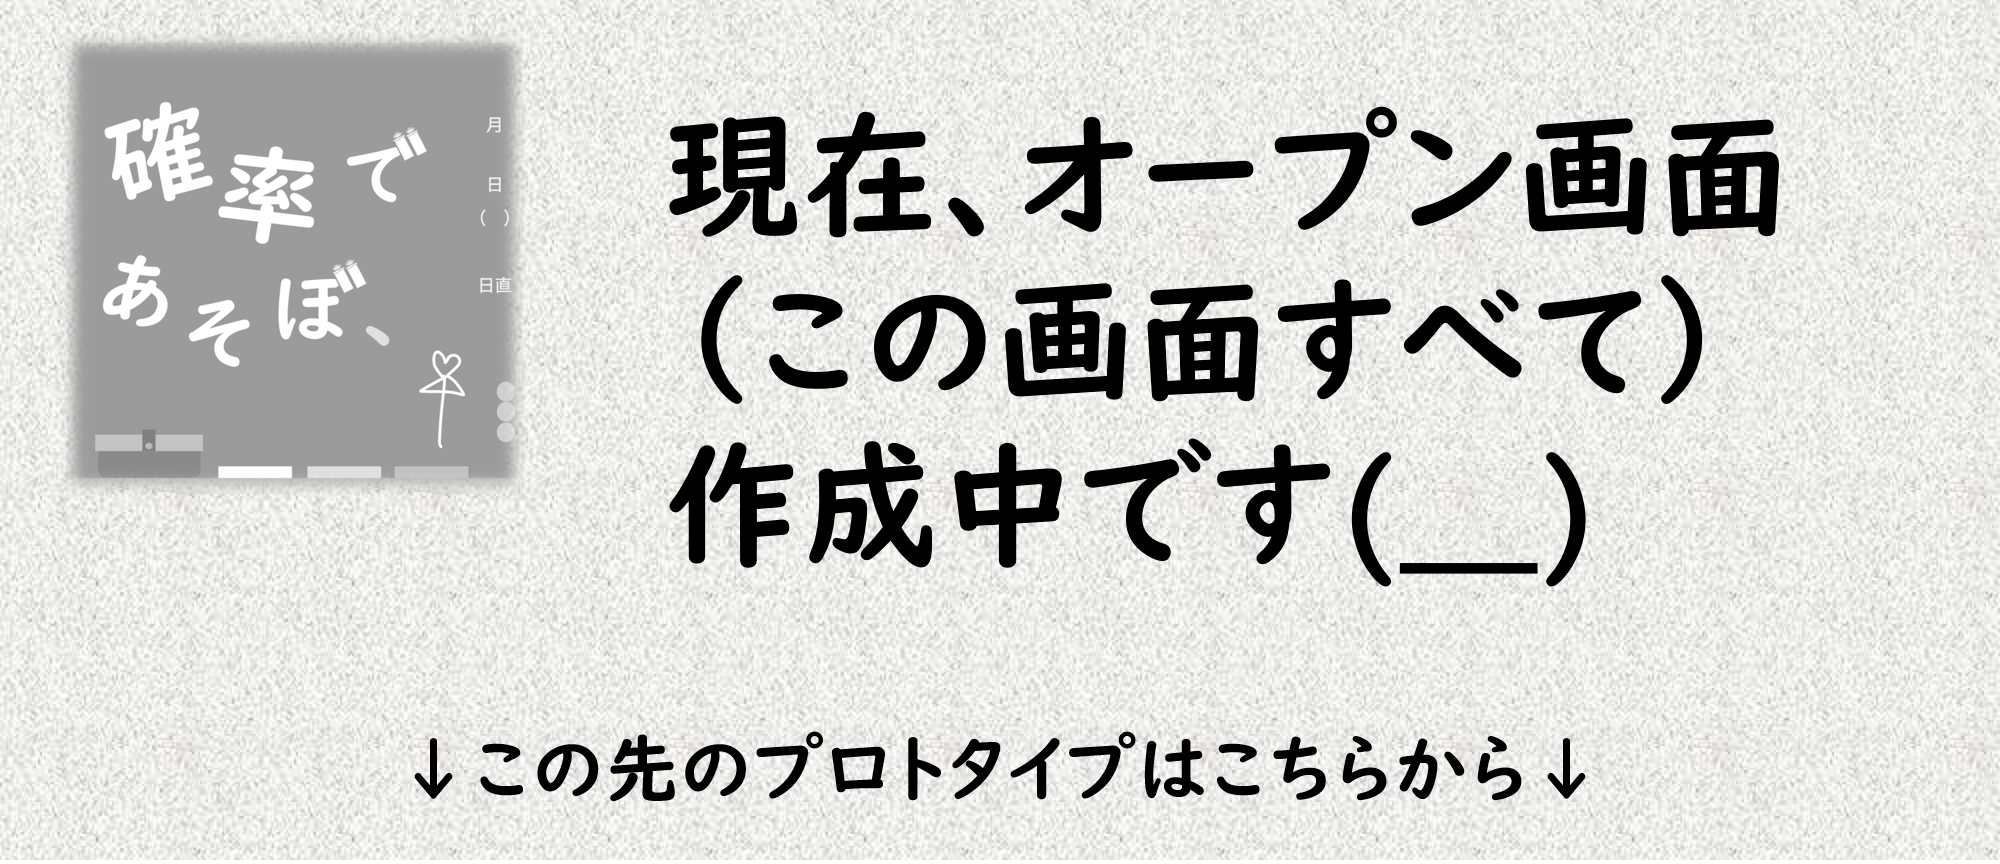 確率で
あそぼ、
月
日
( )
日直
現在、オープン画面
(この画面すべて)
作成中です(__)
↓この先のプロトタイプはこちらから↓